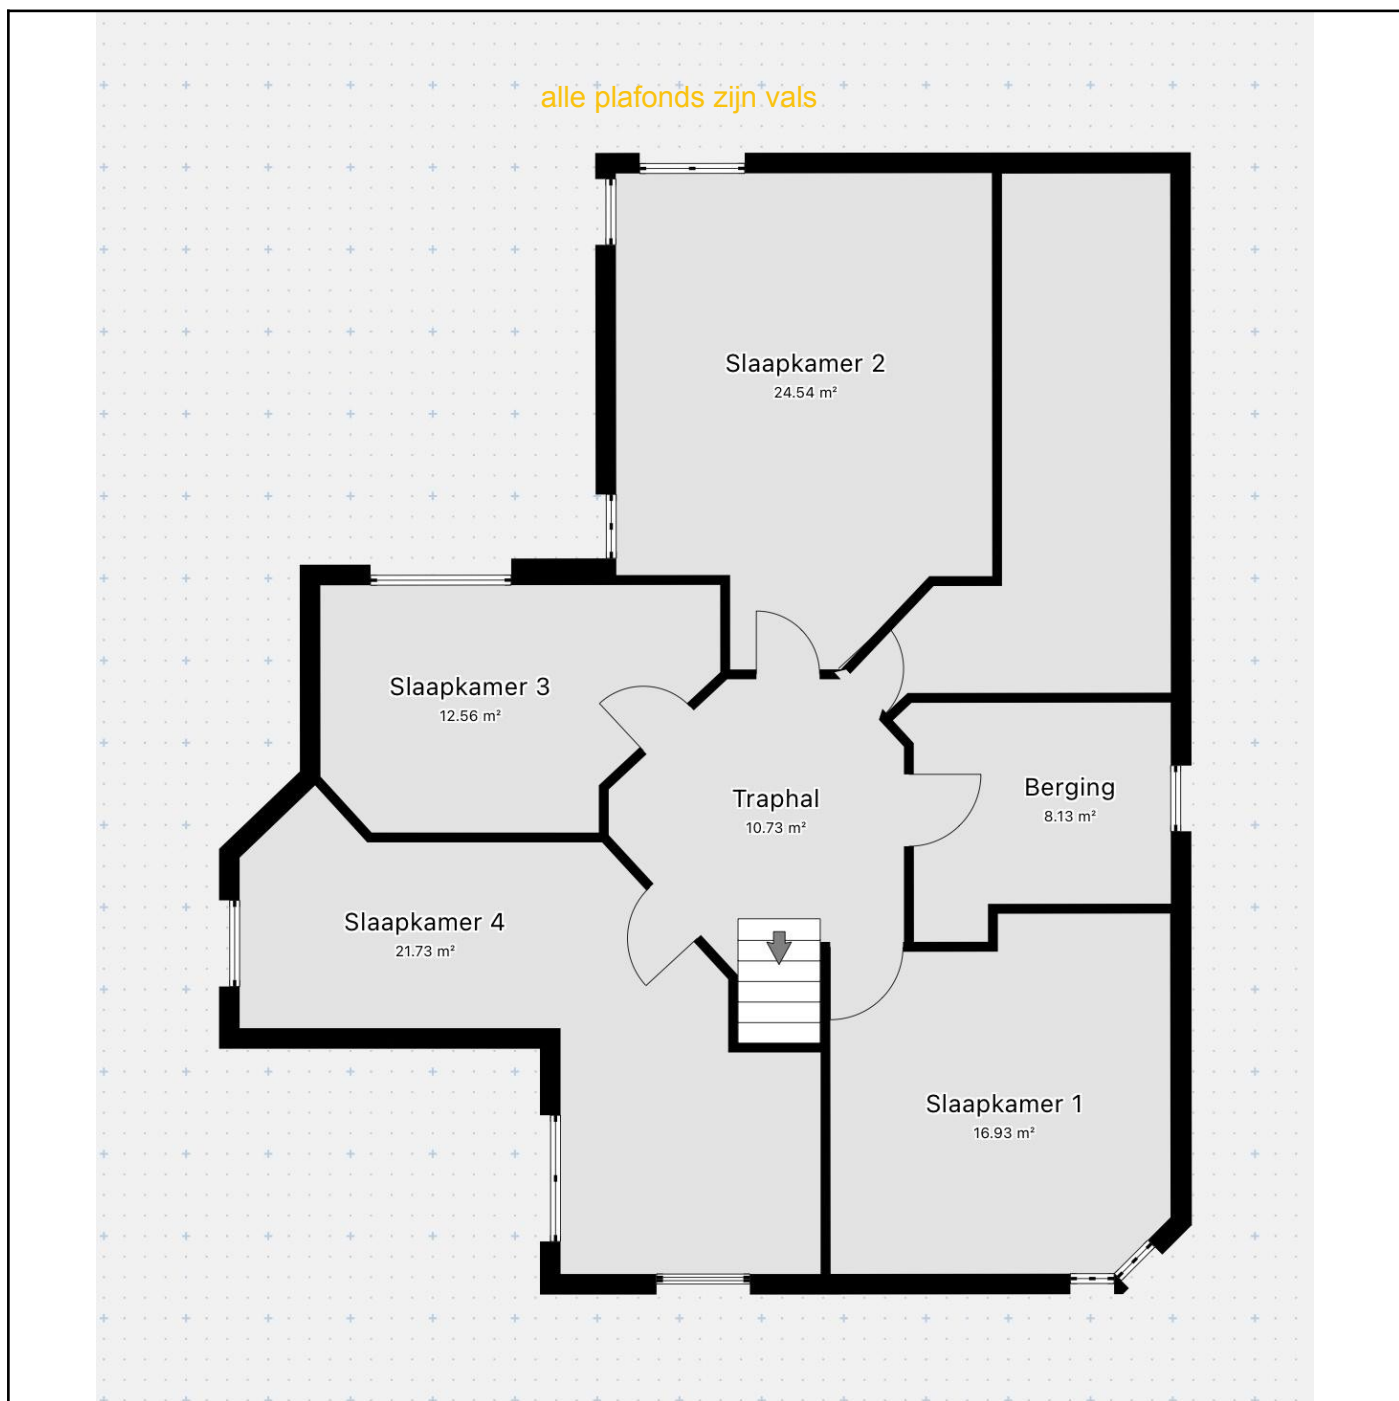 alle plafonds zijn vals
Slaapkamer 2
24.54 m²
Slaapkamer 3
12.56 m²
Traphal
10.73 m²
Berging
8.13 m²
Slaapkamer 4
21.73 m²
Slaapkamer 1
16.93 m²